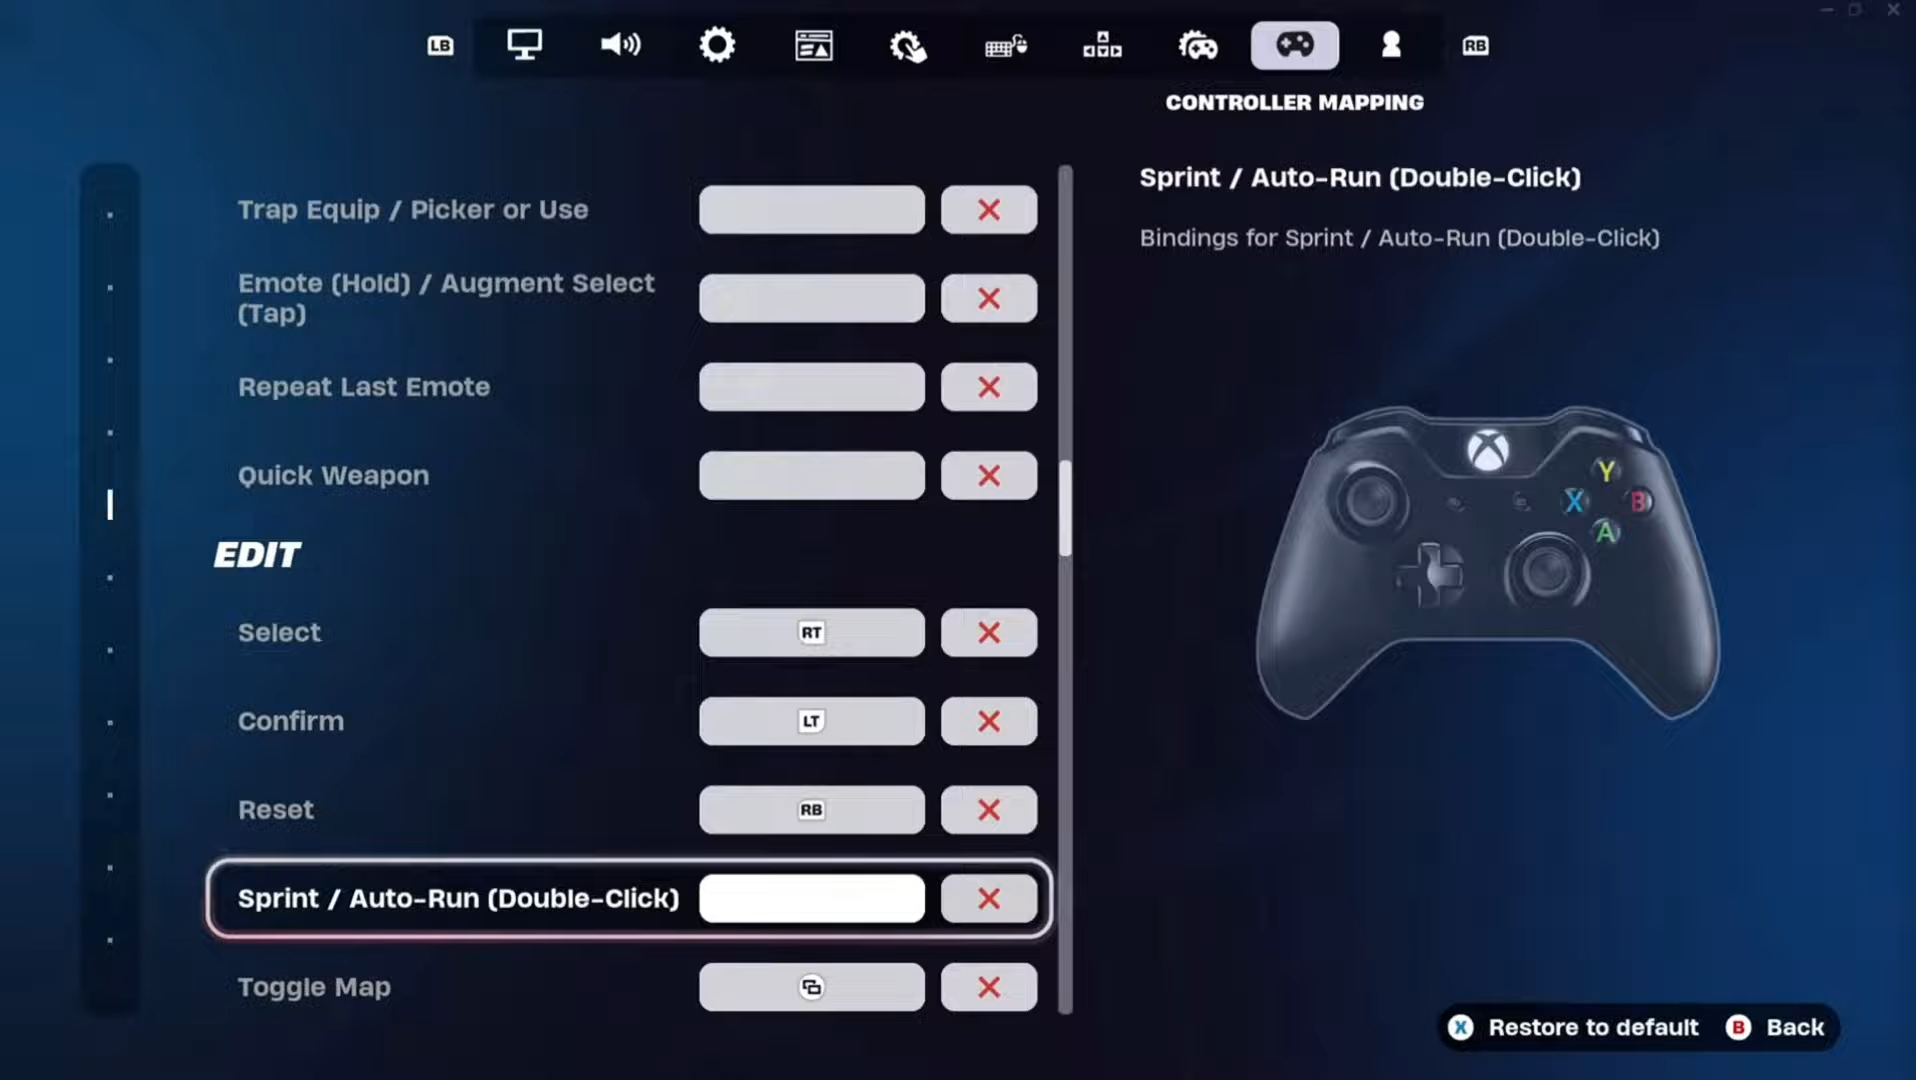 LB
RB
CONTROLLER MAPPING
Sprint / Auto-Run (Double-Click)
Bindings for Sprint / Auto-Run (Double-Click)
Trap Equip / Picker or Use
Emote (Hold) / Augment Select
(Tap)
Repeat Last Emote
Quick Weapon
EDIT
Select RT
Confirm LT
Reset RB
Sprint / Auto-Run (Double-Click)
Toggle Map
Y
X B
A
X Restore to default B Back